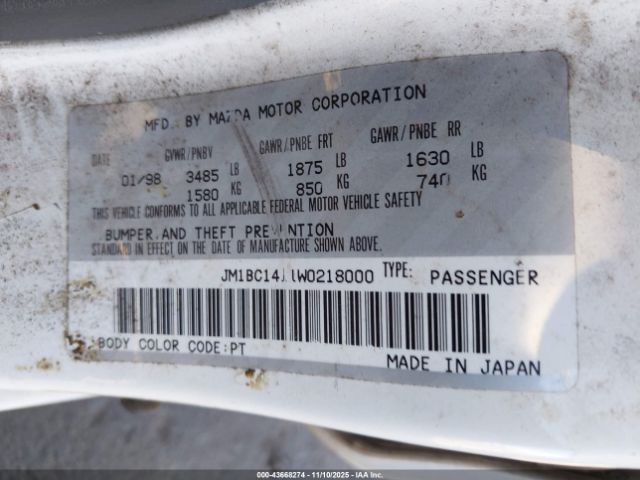 MFD. BY MAZDA MOTOR CORPORATION
DATE GVWR/PNBV GAWR/PNBE FRT GAWR/PNBE RR
01/98 3485 LB 1875 LB 1630 LB
1580 KG 850 KG 740 KG
THIS VEHICLE CONFORMS TO ALL APPLICABLE FEDERAL MOTOR VEHICLE SAFETY
BUMPER AND THEFT PREVENTION
STANDARD IN EFFECT ON THE DATE OF MANUFACTURE SHOWN ABOVE.
TYPE: PASSENGER
BODY COLOR CODE:PT MADE IN JAPAN
000-43668274 - 11/10/2025 - IAA Inc.